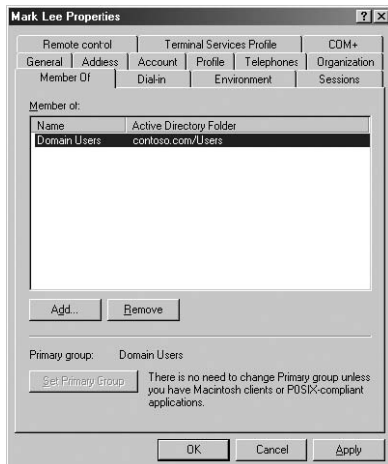 Mark Lee Properties
Remote control Terminal Services Profile COM+
General Address Account Profile Telephones Organization
Member Of Dial-in Environment Sessions
Member of:
Name Active Directory Folder
Domain Users contoso.com/Users
Add... Remove
Primary group: Domain Users
Set Primary Group
There is no need to change Primary group unless
you have Macintosh clients or POSIX-compliant
applications.
OK Cancel Apply